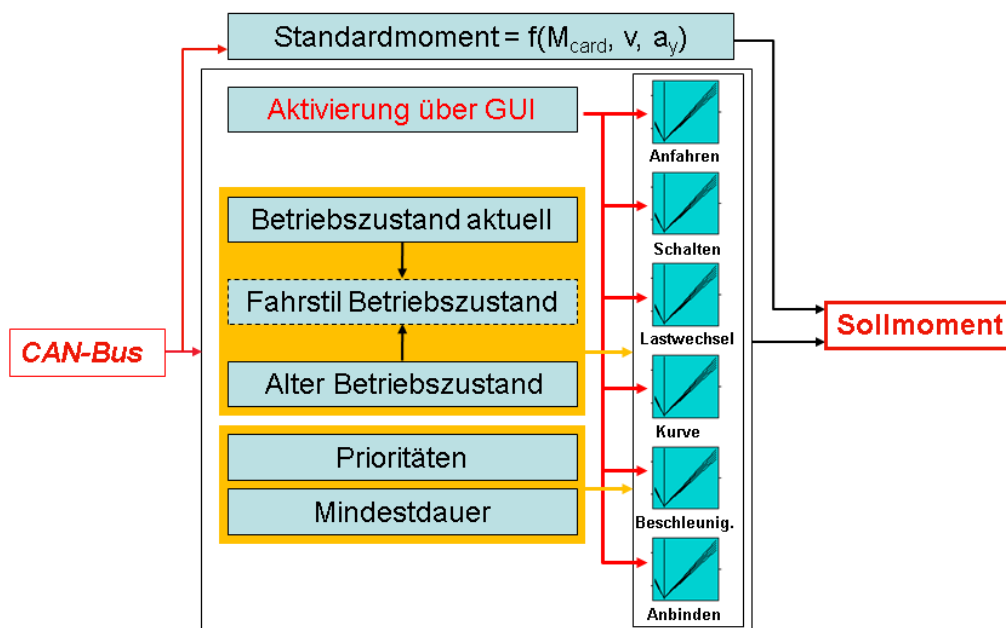 Standardmoment = f(Mcard, v, ay)
Aktivierung über GUI
Anfahren
Betriebszustand aktuell
Schalten
Fahrstil Betriebszustand
Lastwechsel
Sollmoment
CAN-Bus
Alter Betriebszustand
Kurve
Prioritäten
Mindestdauer
Beschleunig.
Anbinden